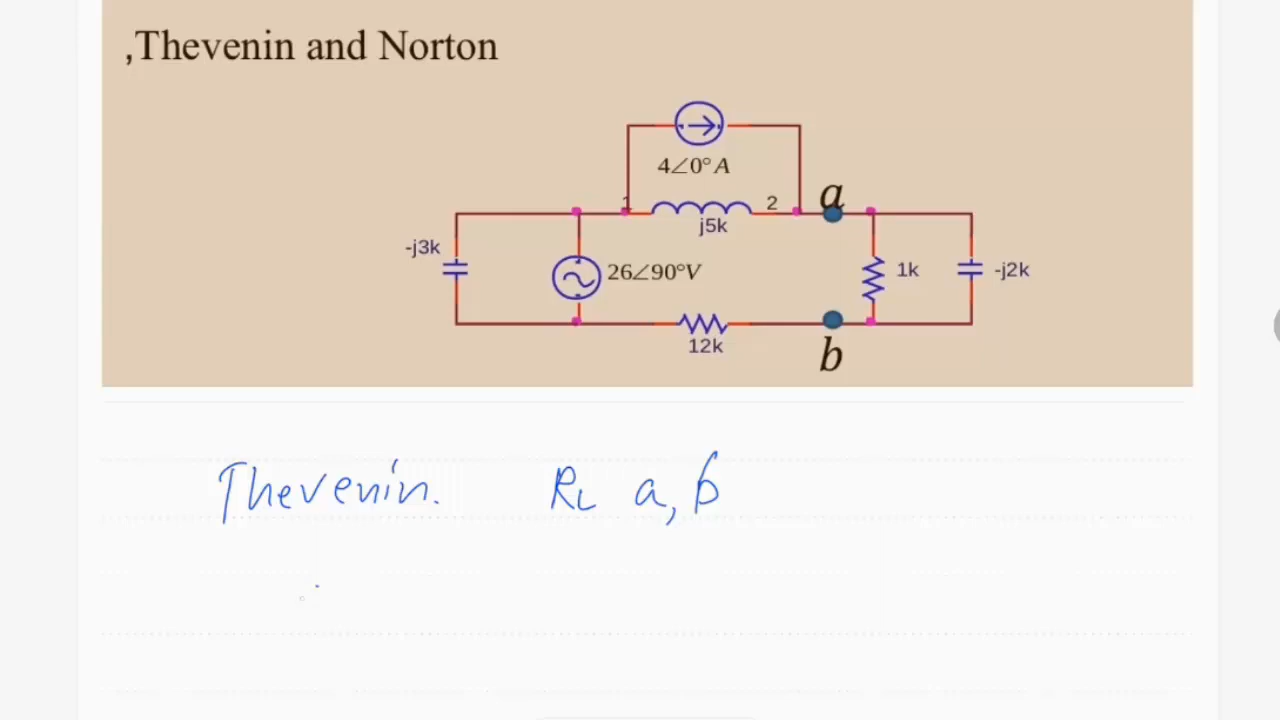 ,Thevenin and Norton
4∠0° A
1
2
a
j5k
-j3k
26∠90°V
1k
-j2k
12k
b
Thevenin. RL a, b